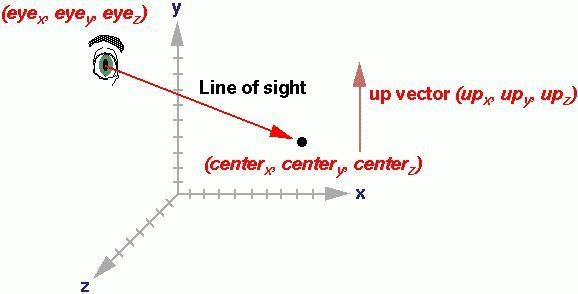 (eyex, eyey, eyez)
y
Line of sight
up vector (upx, upy, upz)
(centerx, centery, centerz)
x
z